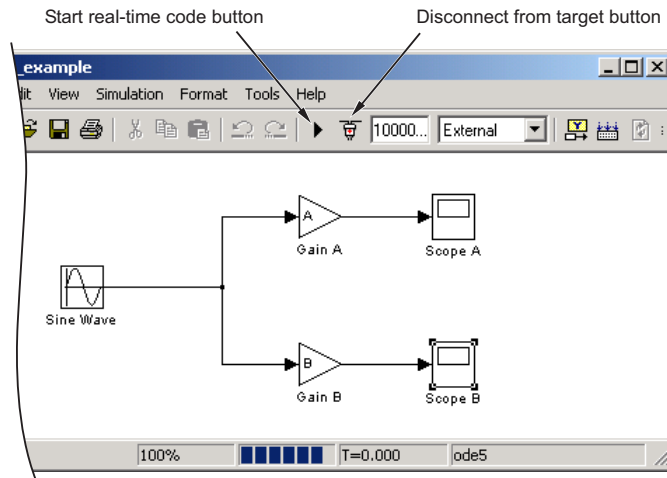 Start real-time code button
Disconnect from target button
_example
dit View Simulation Format Tools Help
10000... External
A
Gain A
Scope A
Sine Wave
B
Gain B
Scope B
100% T=0.000 ode5